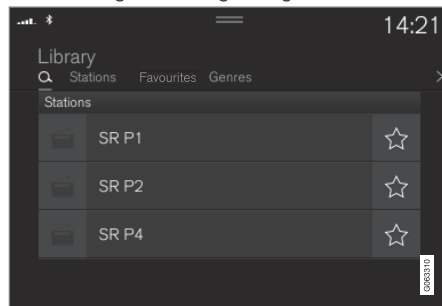 14:21
Library
Stations Favourites Genres
Stations
SR P1
SR P2
SR P4
G063310